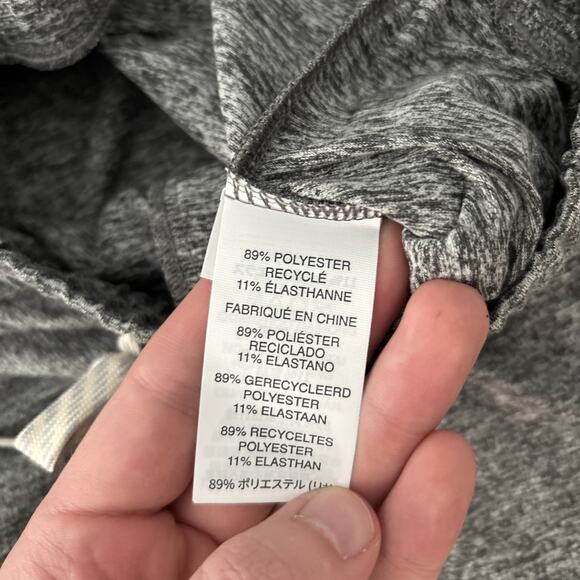 89% POLYESTER
RECYCLÉ
11% ÉLASTHANNE
FABRIQUÉ EN CHINE
89% POLIÉSTER
RECICLADO
11% ELASTANO
89% GERECYCLEERD
POLYESTER
11% ELASTAAN
89% RECYCELTES
POLYESTER
11% ELASTHAN
89% ポリエステル